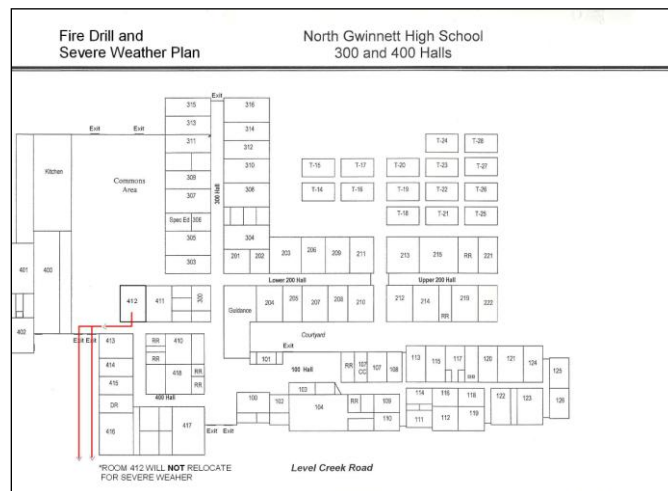 Fire Drill and
Severe Weather Plan
North Gwinnett High School
300 and 400 Halls
Exit
315
316
313
314
Exit
Exit
311
312
T-24
T-28
Kitchen
Commons
Area
309
310
T-15
T-17
T-20
T-23
T-27
300 Hall
307
308
T-14
T-16
T-19
T-22
T-26
Spec Ed
306
T-18
T-21
T-25
305
304
401
400
303
201
202
203
206
209
211
213
215
RR
221
Lower 200 Hall
Upper 200 Hall
412
411
300
Guidance
204
205
207
208
210
212
214
RR
219
222
402
Exit
Exit
413
RR
410
Courtyard
Exit
414
RR
418
RR
101
100 Hall
RR
107
CC
108
113
115
117
120
121
124
125
415
RR
DR
400 Hall
103
100
102
104
RR
109
114
116
118
122
123
126
416
417
110
111
112
119
Exit
Exit
*ROOM 412 WILL NOT RELOCATE
FOR SEVERE WEAHER
Level Creek Road